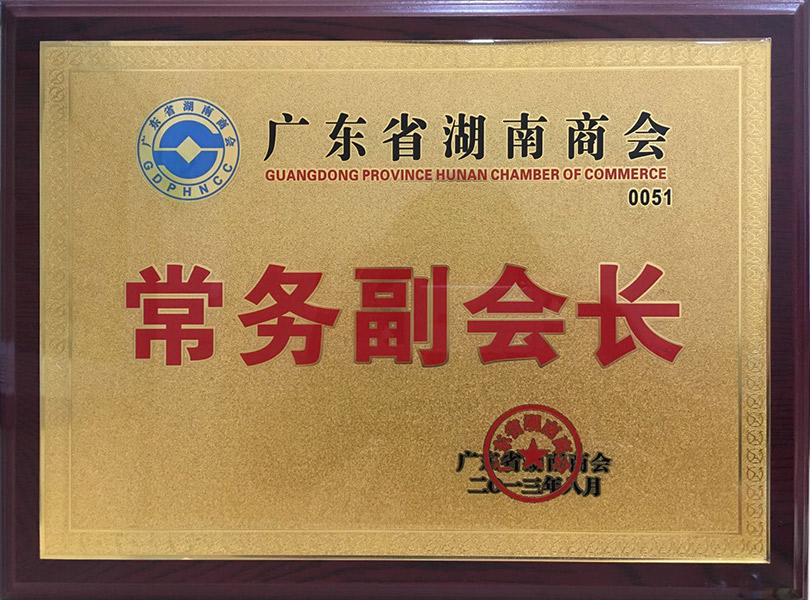 广东省湖南商会
GDPHNCC
广东省湖南商会
GUANGDONG PROVINCE HUNAN CHAMBER OF COMMERCE
0051
常务副会长
广东省湖南商会
二〇一三年八月